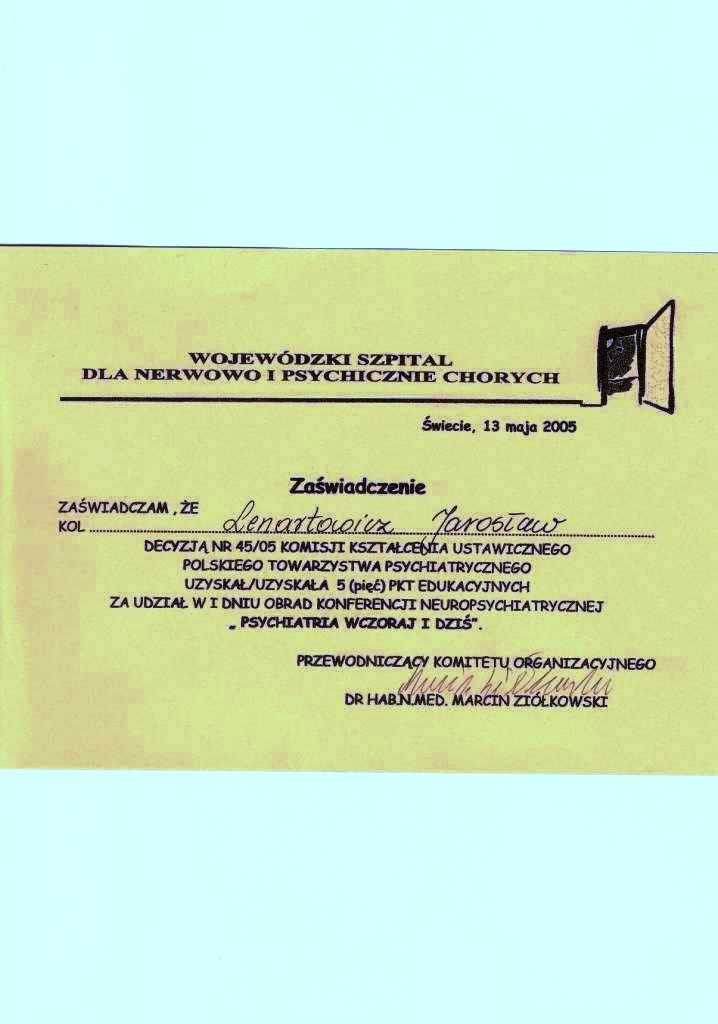 WOJEWÓDZKI SZPITAL
DLA NERWOWO I PSYCHICZNIE CHORYCH
Świecie, 13 maja 2005
Zaświadczenie
ZAŚWIADCZAM , ŻE
KOL ........ Lenartowicz Jarosław ........
DECYZJĄ NR 45/05 KOMISJI KSZTAŁCENIA USTAWICZNEGO
POLSKIEGO TOWARZYSTWA PSYCHIATRYCZNEGO
UZYSKAŁ/UZYSKAŁA 5 (pięć) PKT EDUKACYJNYCH
ZA UDZIAŁ W I DNIU OBRAD KONFERENCJI NEUROPSYCHIATRYCZNEJ
„ PSYCHIATRIA WCZORAJ I DZIŚ".
PRZEWODNICZĄCY KOMITETU ORGANIZACYJNEGO
DR HAB.N.MED. MARCIN ZIÓŁKOWSKI